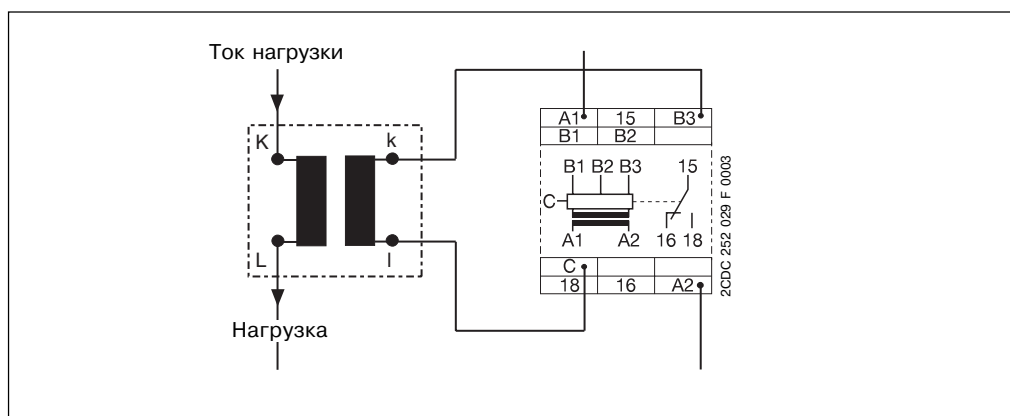 Ток нагрузки
K k
L l
Нагрузка
A1 15 B3
B1 B2
B1 B2 B3 15
C
A1 A2 16 18
C
18 16 A2
2CDC 252 029 F 0003